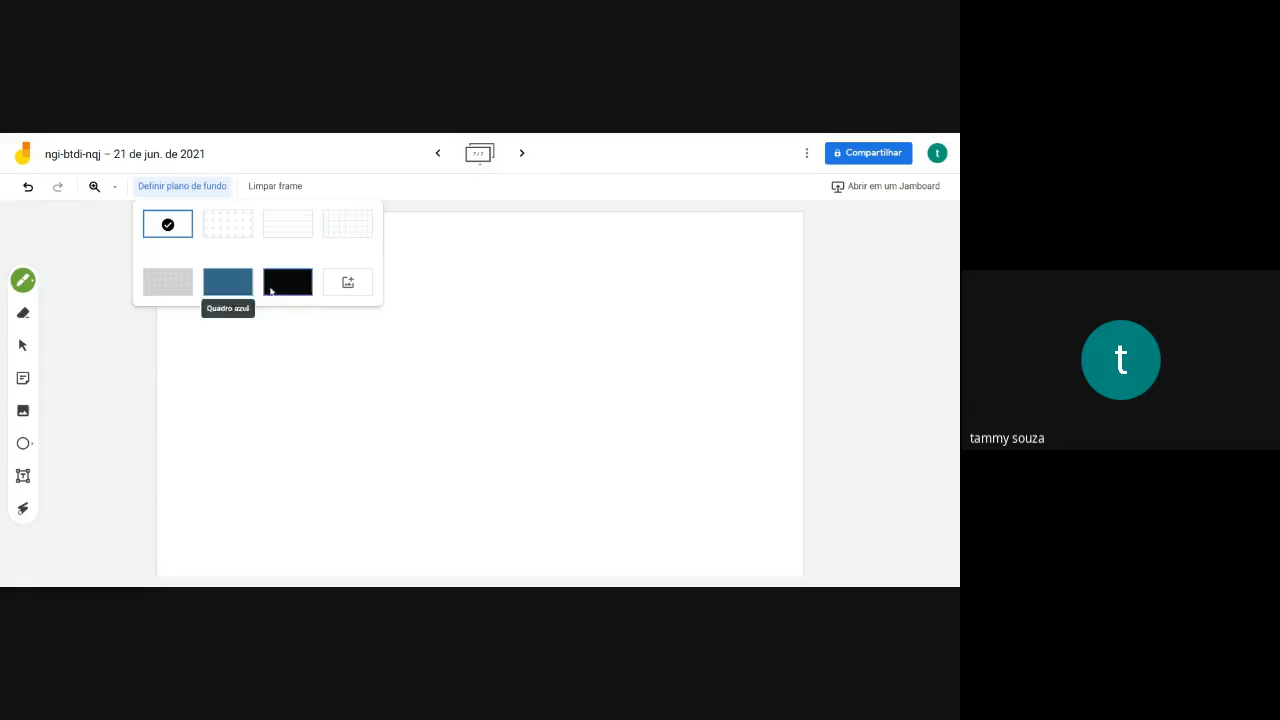 ngi-btdi-nqj – 21 de jun. de 2021
7/7
Compartilhar
t
Definir plano de fundo
Limpar frame
Abrir em um Jamboard
Quadro azul
t
tammy souza